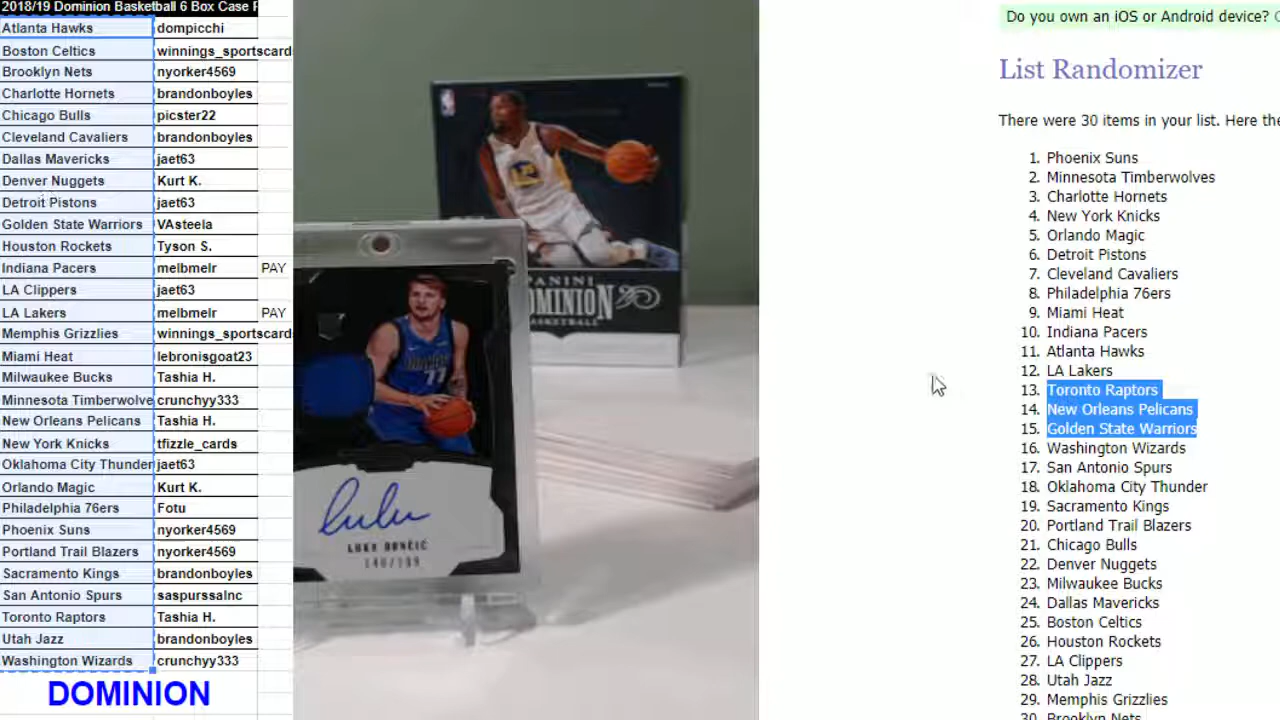 2018/19 Dominion Basketball 6 Box Case
Atlanta Hawks dompicchi
Boston Celtics winnings_sportscard
Brooklyn Nets nyorker4569
Charlotte Hornets brandonboyles
Chicago Bulls picster22
Cleveland Cavaliers brandonboyles
Dallas Mavericks jaet63
Denver Nuggets Kurt K.
Detroit Pistons jaet63
Golden State Warriors VAsteela
Houston Rockets Tyson S.
Indiana Pacers melbmelr PAY
LA Clippers jaet63
LA Lakers melbmelr PAY
Memphis Grizzlies winnings_sportscard
Miami Heat lebronisgoat23
Milwaukee Bucks Tashia H.
Minnesota Timberwolve crunchyy333
New Orleans Pelicans Tashia H.
New York Knicks tfizzle_cards
Oklahoma City Thunder jaet63
Orlando Magic Kurt K.
Philadelphia 76ers Fotu
Phoenix Suns nyorker4569
Portland Trail Blazers nyorker4569
Sacramento Kings brandonboyles
San Antonio Spurs saspurssalnc
Toronto Raptors Tashia H.
Utah Jazz brandonboyles
Washington Wizards crunchyy333
DOMINION
PANINI
DOMINION
BASKETBALL
77
LUKA DONČIĆ
Do you own an iOS or Android device?
List Randomizer
There were 30 items in your list. Here the
1. Phoenix Suns
2. Minnesota Timberwolves
3. Charlotte Hornets
4. New York Knicks
5. Orlando Magic
6. Detroit Pistons
7. Cleveland Cavaliers
8. Philadelphia 76ers
9. Miami Heat
10. Indiana Pacers
11. Atlanta Hawks
12. LA Lakers
13. Toronto Raptors
14. New Orleans Pelicans
15. Golden State Warriors
16. Washington Wizards
17. San Antonio Spurs
18. Oklahoma City Thunder
19. Sacramento Kings
20. Portland Trail Blazers
21. Chicago Bulls
22. Denver Nuggets
23. Milwaukee Bucks
24. Dallas Mavericks
25. Boston Celtics
26. Houston Rockets
27. LA Clippers
28. Utah Jazz
29. Memphis Grizzlies
30. Brooklyn Nets